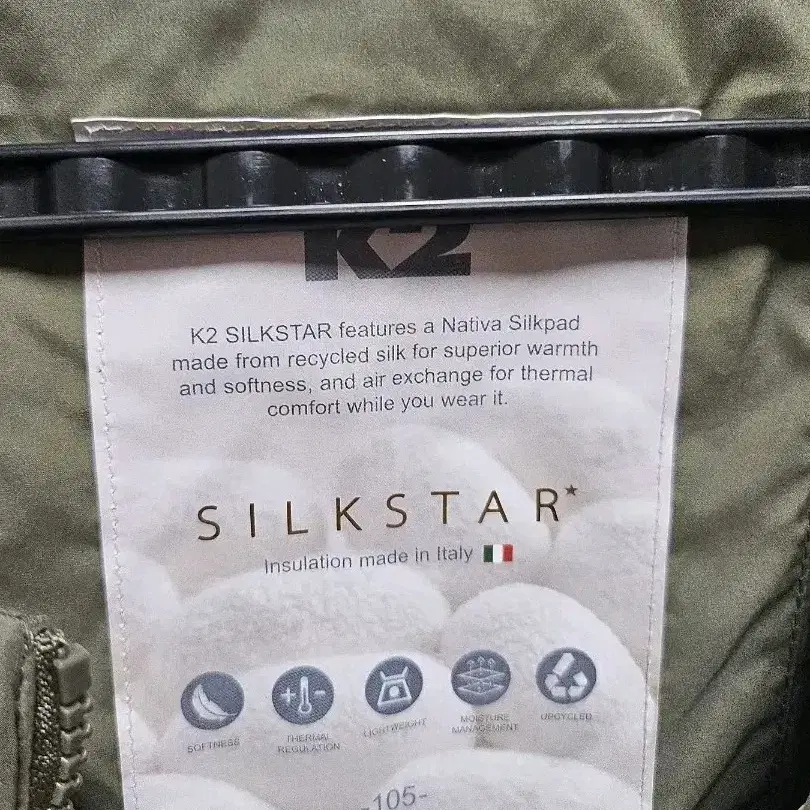 K2
K2 SILKSTAR features a Nativa Silkpad
made from recycled silk for superior warmth
and softness, and air exchange for thermal
comfort while you wear it.
SILKSTAR★
Insulation made in Italy
SOFTNESS
THERMAL
REGULATION
LIGHTWEIGHT
MOISTURE
MANAGEMENT
UPCYCLED
-105-